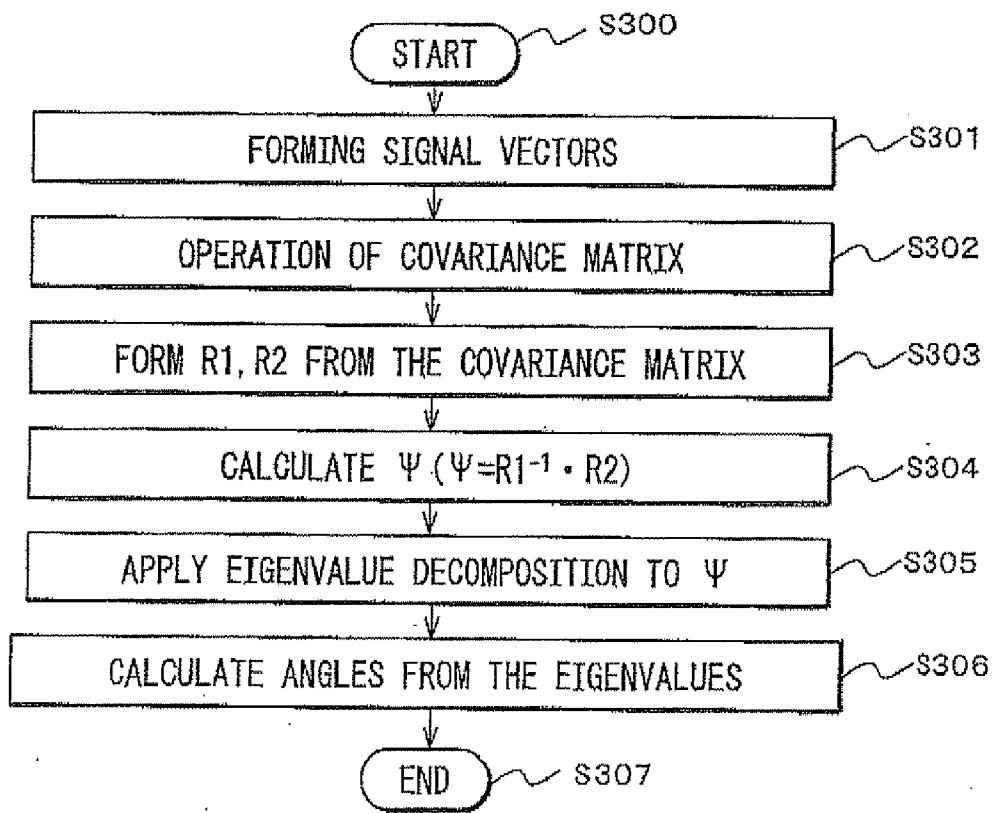 START
S300
FORMING SIGNAL VECTORS
S301
OPERATION OF COVARIANCE MATRIX
S302
FORM R1, R2 FROM THE COVARIANCE MATRIX
S303
CALCULATE Ψ (Ψ=R1⁻¹・R2)
S304
APPLY EIGENVALUE DECOMPOSITION TO Ψ
S305
CALCULATE ANGLES FROM THE EIGENVALUES
S306
END
S307